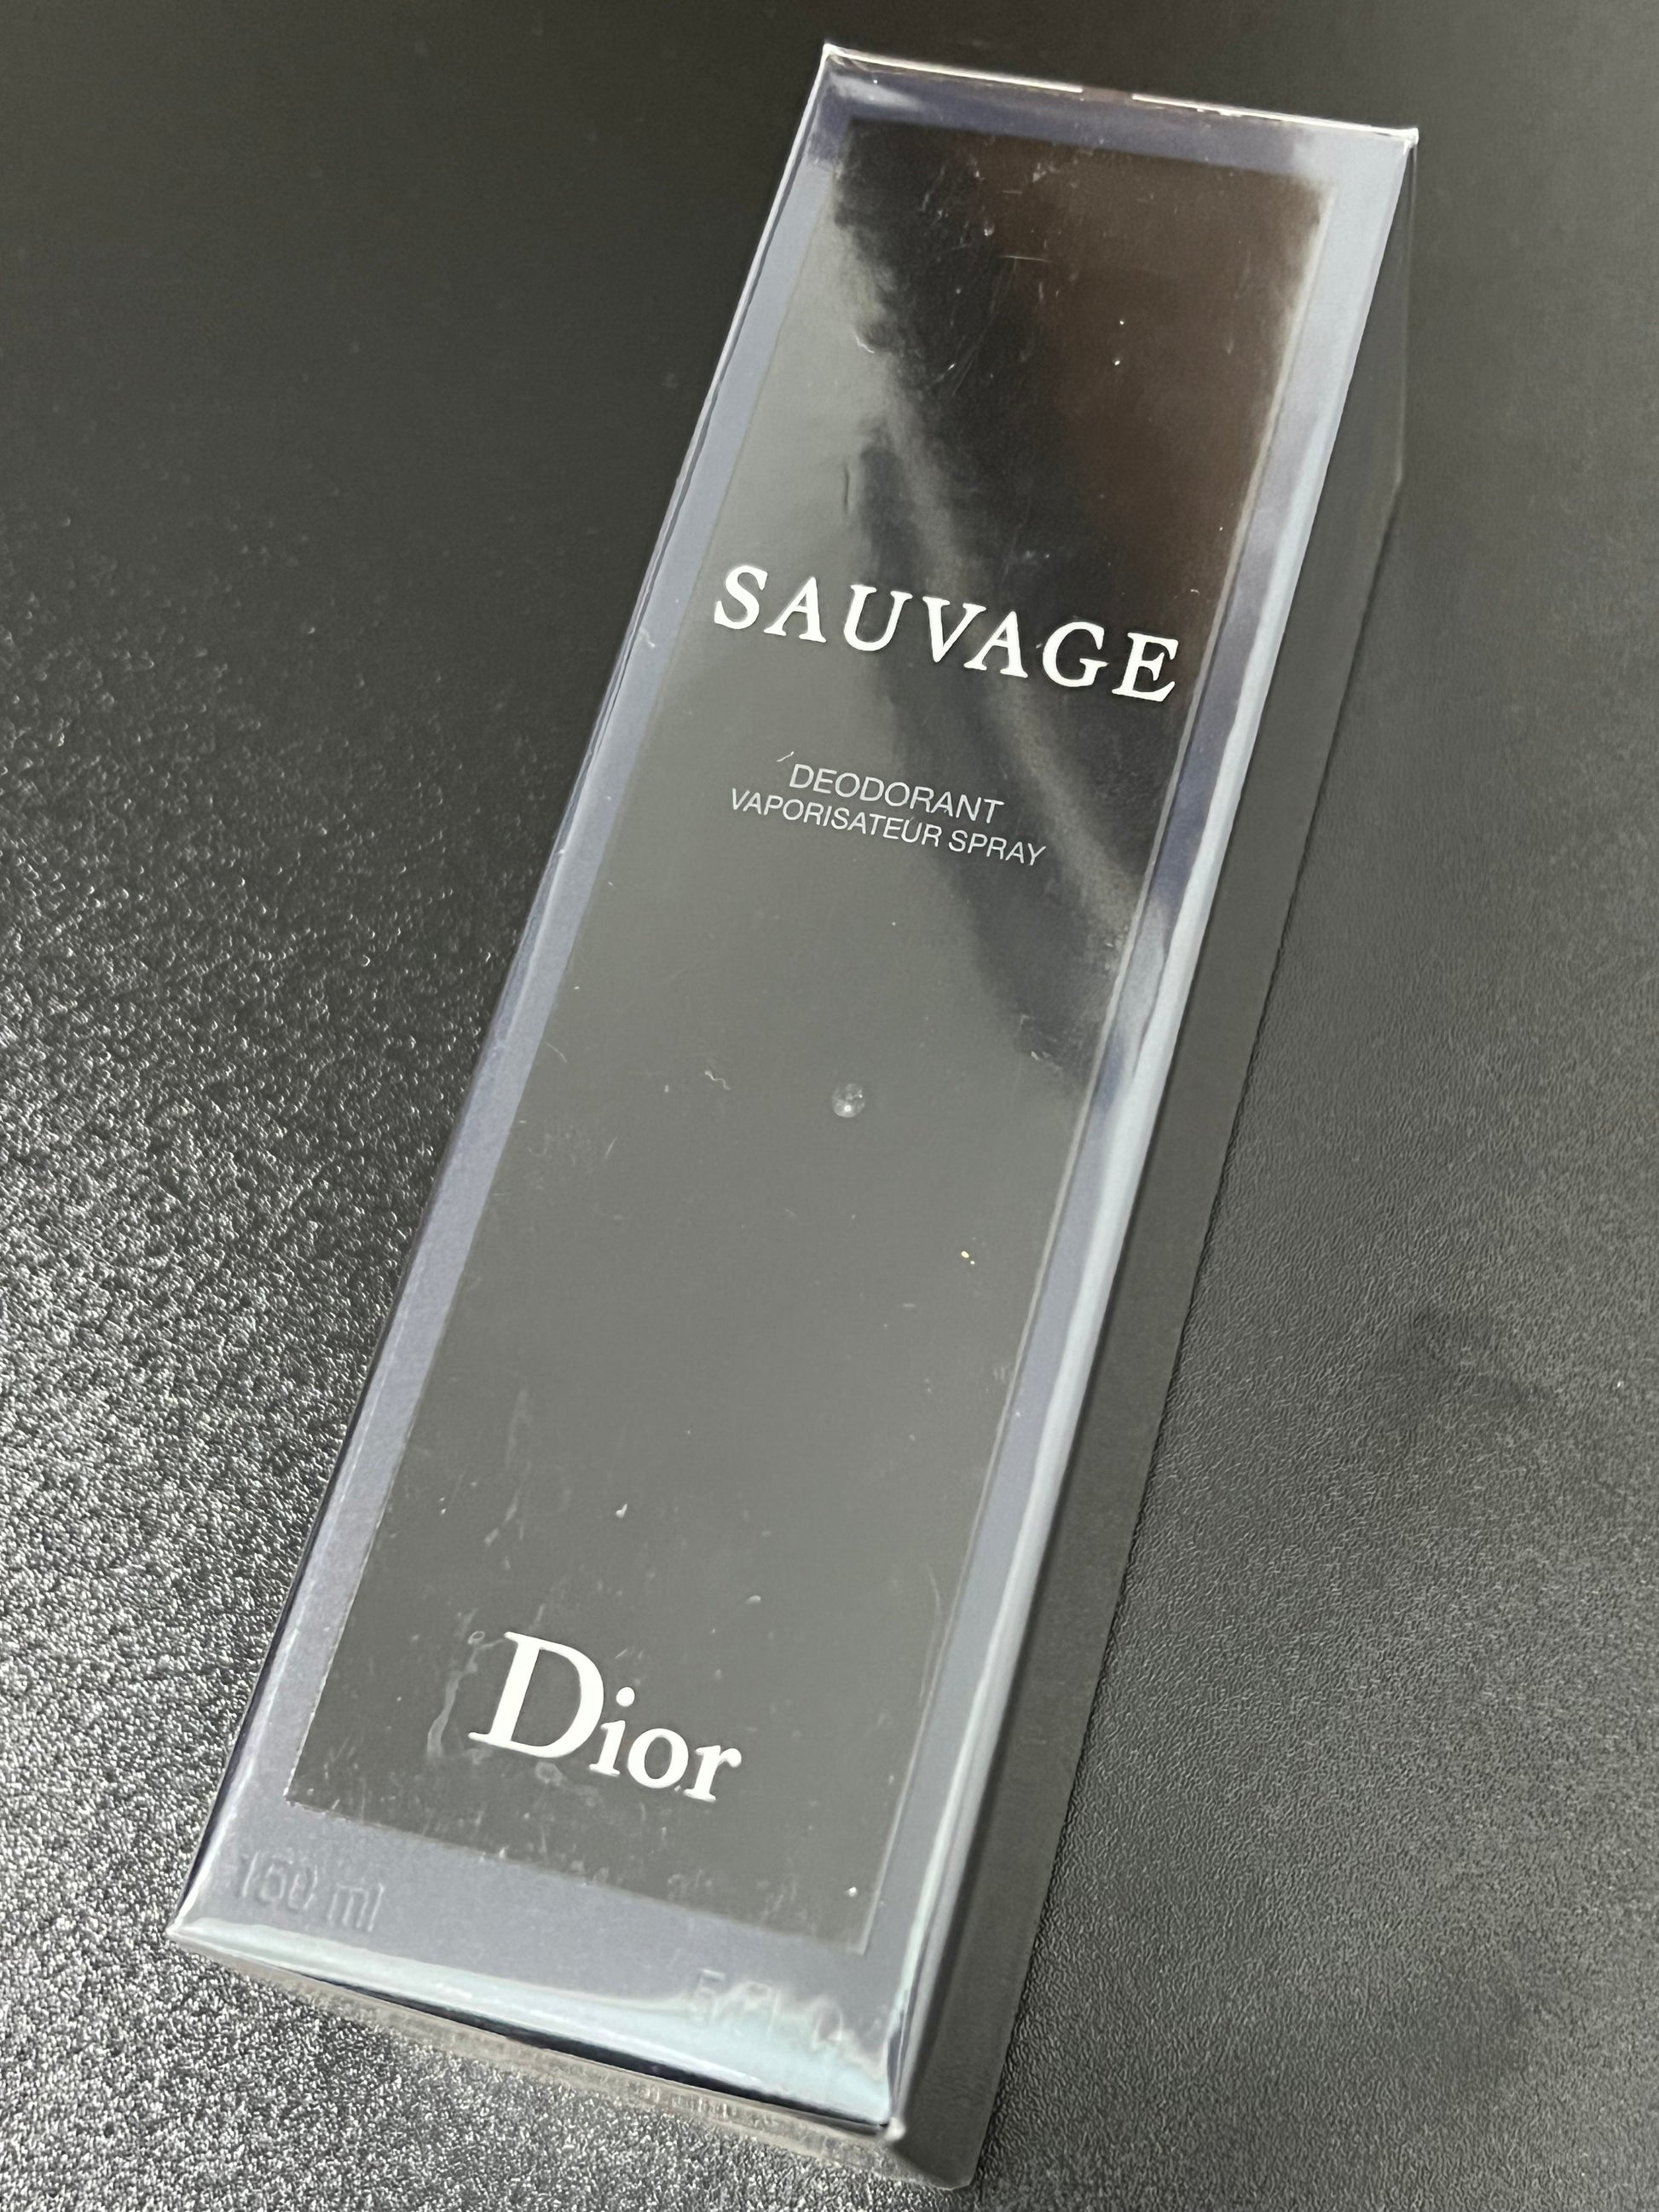 SAUVAGE
DEODORANT
VAPORISATEUR SPRAY
Dior
150 ml